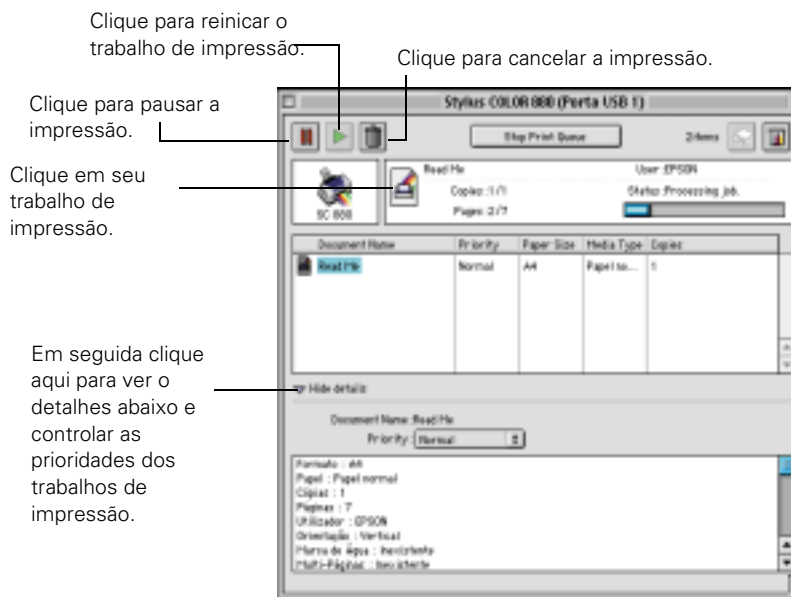 Clique para reinicar o
trabalho de impressão.
Clique para cancelar a impressão.
Clique para pausar a
impressão.
Clique em seu
trabalho de
impressão.
Em seguida clique
aqui para ver o
detalhes abaixo e
controlar as
prioridades dos
trabalhos de
impressão.
Stylus COLOR 880 (Porta USB 1)
Stop Print Queue
2 items
SC 880
Read Me
User :EPSON
Copies :1/1
Status :Processing job.
Pages :2/7
Document Name Priority Paper Size Media Type Copies
Read Me Normal A4 Papel no... 1
Hide details
Document Name :Read Me
Priority : Normal
Formato : A4
Papel : Papel normal
Cópias : 1
Páginas : 7
Utilizador : EPSON
Orientação : Vertical
Marca de Água : Inexistente
Multi-Páginas : Inexistente